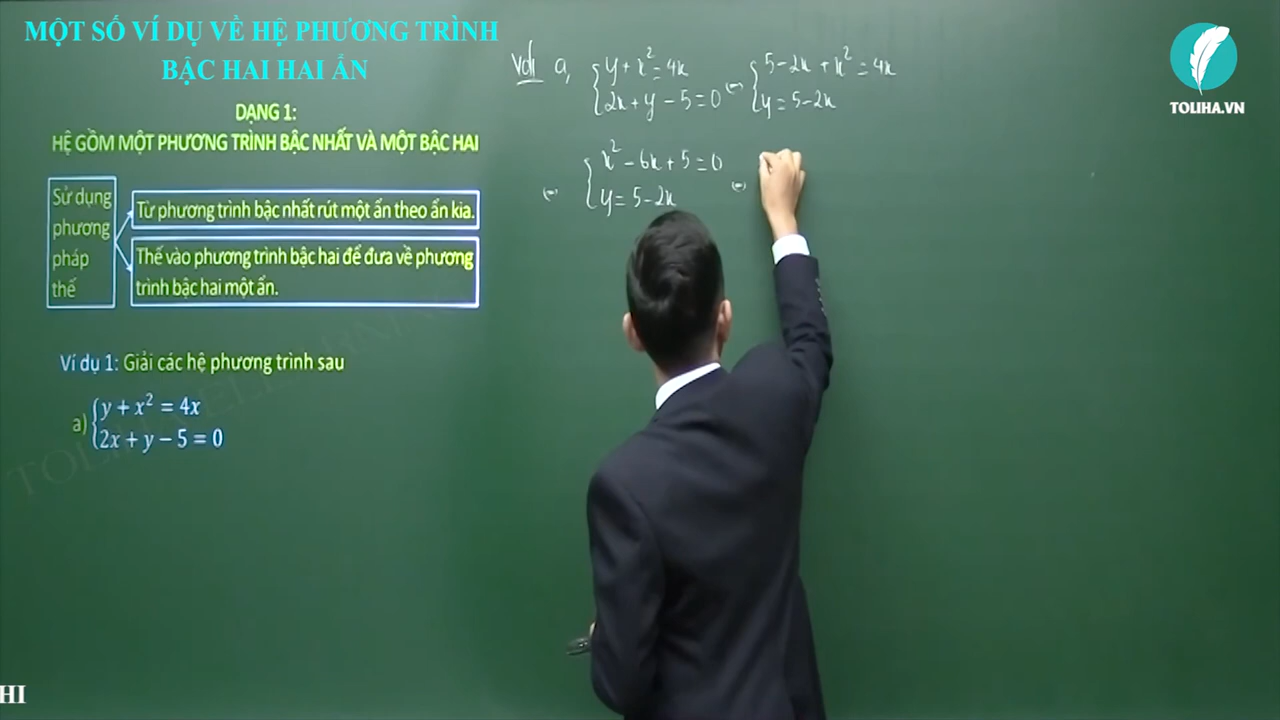 MỘT SỐ VÍ DỤ VỀ HỆ PHƯƠNG TRÌNH
BẬC HAI HAI ẨN
DẠNG 1:
HỆ GỒM MỘT PHƯƠNG TRÌNH BẬC NHẤT VÀ MỘT BẬC HAI
Sử dụng
phương
pháp
thế
Từ phương trình bậc nhất rút một ẩn theo ẩn kia.
Thế vào phương trình bậc hai để đưa về phương
trình bậc hai một ẩn.
Ví dụ 1: Giải các hệ phương trình sau
a) { y + x² = 4x
2x + y − 5 = 0
Vd1 a, { y + x² = 4x
2x + y − 5 = 0
⇔ { 5 − 2x + x² = 4x
y = 5 − 2x
⇔ { x² − 6x + 5 = 0
y = 5 − 2x
⇔
TOLIHA.VN
HI